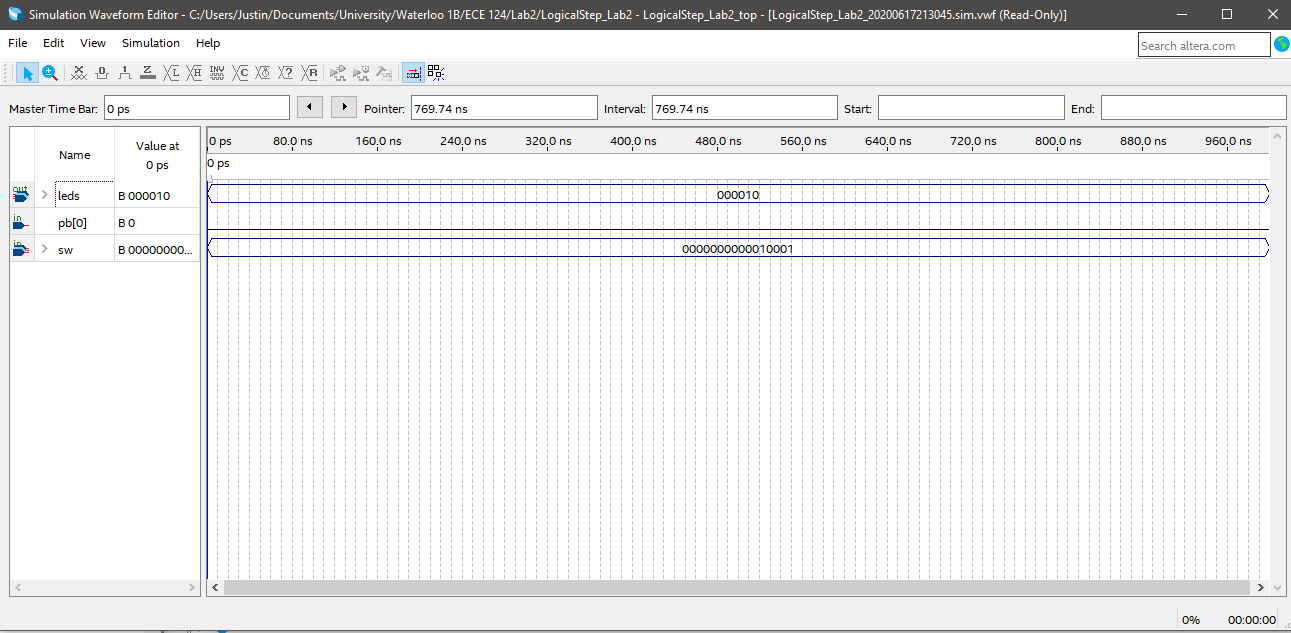 Simulation Waveform Editor - C:/Users/Justin/Documents/University/Waterloo 1B/ECE 124/Lab2/LogicalStep_Lab2 - LogicalStep_Lab2_top - [LogicalStep_Lab2_20200617213045.sim.vwf (Read-Only)]
File Edit View Simulation Help
Search altera.com
Master Time Bar: 0 ps Pointer: 769.74 ns Interval: 769.74 ns Start: End:
Name Value at 0 ps
0 ps 80.0 ns 160.0 ns 240.0 ns 320.0 ns 400.0 ns 480.0 ns 560.0 ns 640.0 ns 720.0 ns 800.0 ns 880.0 ns 960.0 ns
0 ps
out leds B 000010 000010
in pb[0] B 0
in sw B 00000000... 0000000000010001
0% 00:00:00